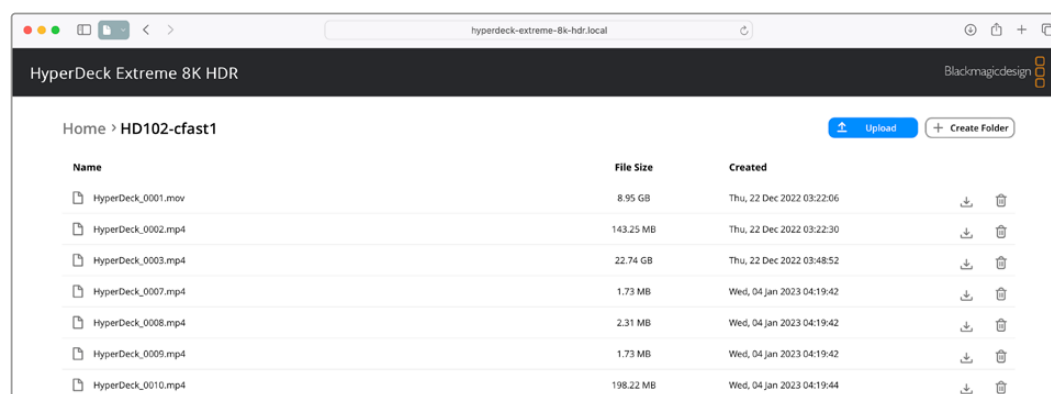 hyperdeck-extreme-8k-hdr.local
HyperDeck Extreme 8K HDR
Blackmagicdesign
Home > HD102-cfast1
Upload
+ Create Folder
Name File Size Created
HyperDeck_0001.mov 8.95 GB Thu, 22 Dec 2022 03:22:06
HyperDeck_0002.mp4 143.25 MB Thu, 22 Dec 2022 03:22:30
HyperDeck_0003.mp4 22.74 GB Thu, 22 Dec 2022 03:48:52
HyperDeck_0007.mp4 1.73 MB Wed, 04 Jan 2023 04:19:42
HyperDeck_0008.mp4 2.31 MB Wed, 04 Jan 2023 04:19:42
HyperDeck_0009.mp4 1.73 MB Wed, 04 Jan 2023 04:19:42
HyperDeck_0010.mp4 198.22 MB Wed, 04 Jan 2023 04:19:44